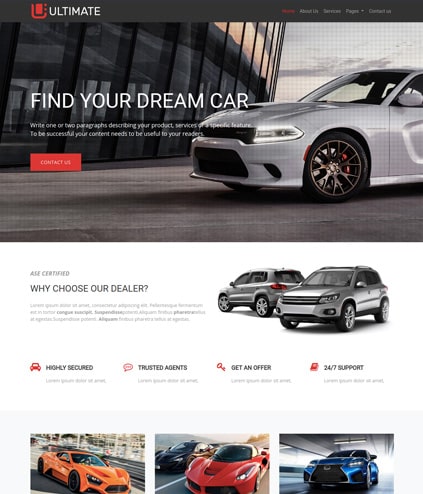 ULTIMATE
Home About Us Services Pages Contact us
FIND YOUR DREAM CAR
Write one or two paragraphs describing your product, services or a specific feature.
To be successful your content needs to be useful to your readers.
CONTACT US
ASE CERTIFIED
WHY CHOOSE OUR DEALER?
Lorem ipsum dolor sit amet, consectetur adipiscing elit. Pellentesque fermentum
est in tortor congue suscipit. Suspendisse potenti. Aliquam finibus pharetra tellus
at egestas. Suspendisse potenti. Aliquam finibus pharetra tellus at egestas.
HIGHLY SECURED
Lorem ipsum dolor sit amet,
TRUSTED AGENTS
Lorem ipsum dolor sit amet,
GET AN OFFER
Lorem ipsum dolor sit amet,
24/7 SUPPORT
Lorem ipsum dolor sit amet,